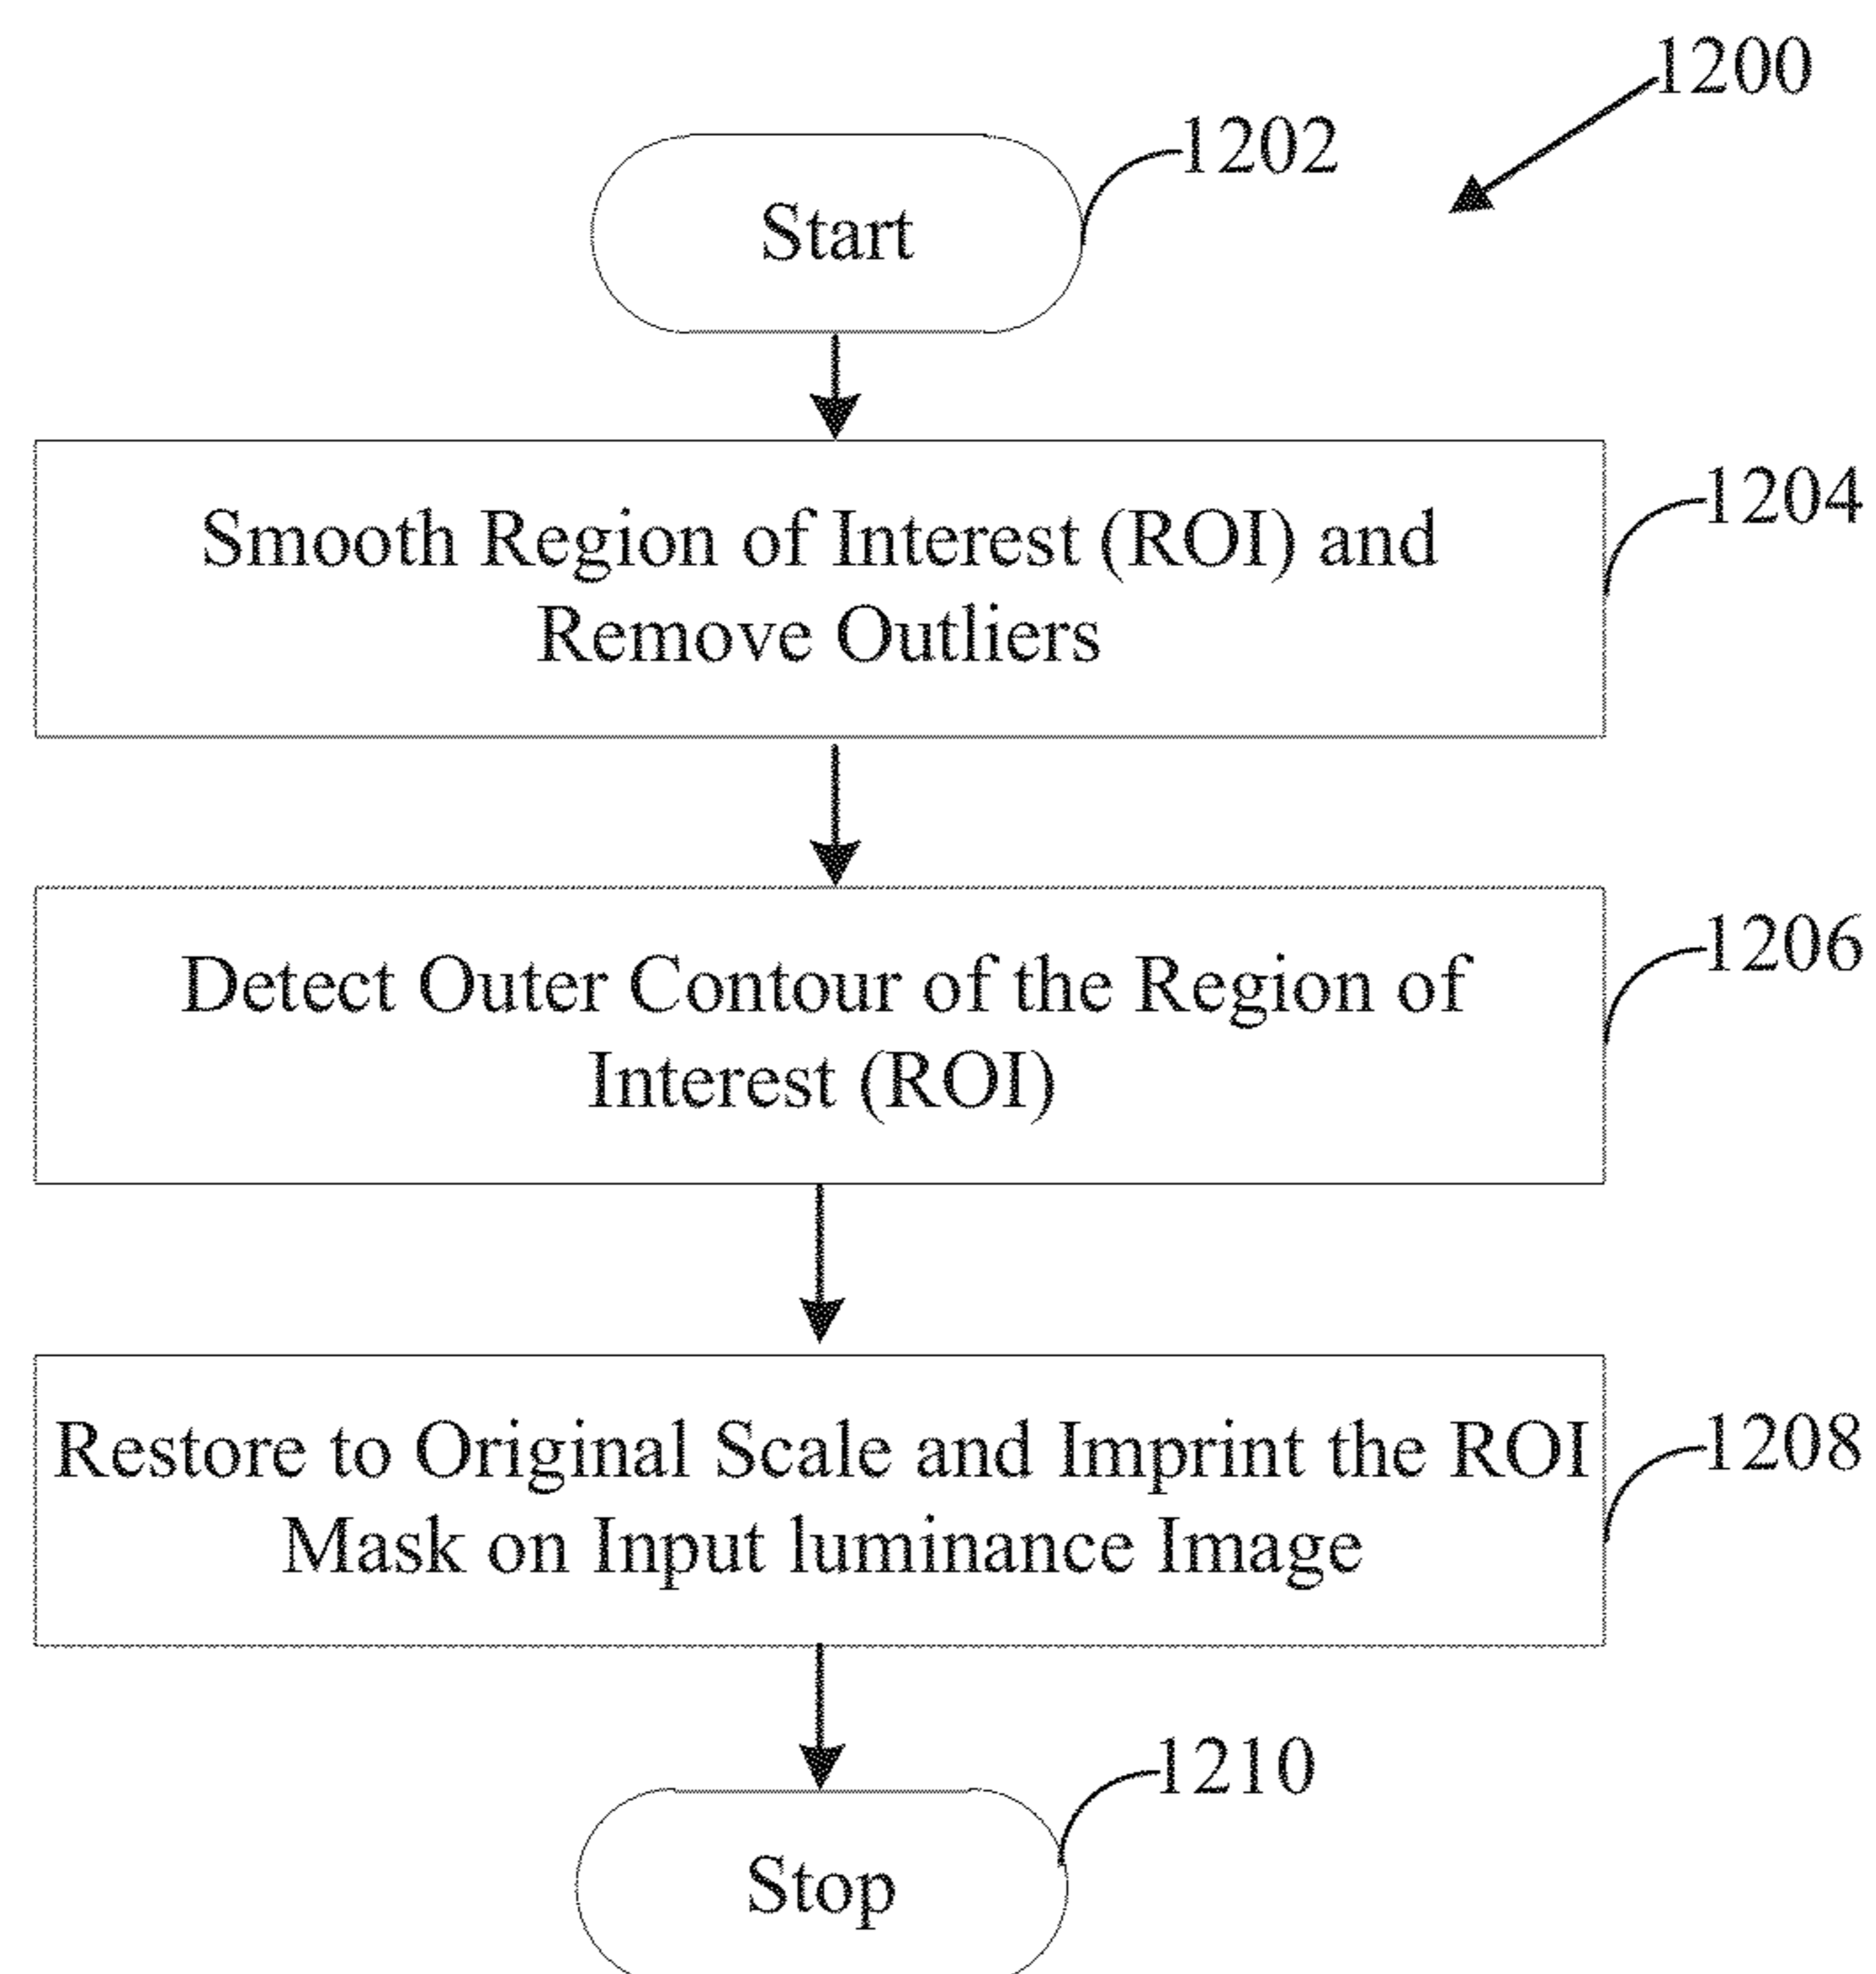 1200
1202
Start
1204
Smooth Region of Interest (ROI) and
Remove Outliers
1206
Detect Outer Contour of the Region of
Interest (ROI)
1208
Restore to Original Scale and Imprint the ROI
Mask on Input luminance Image
1210
Stop